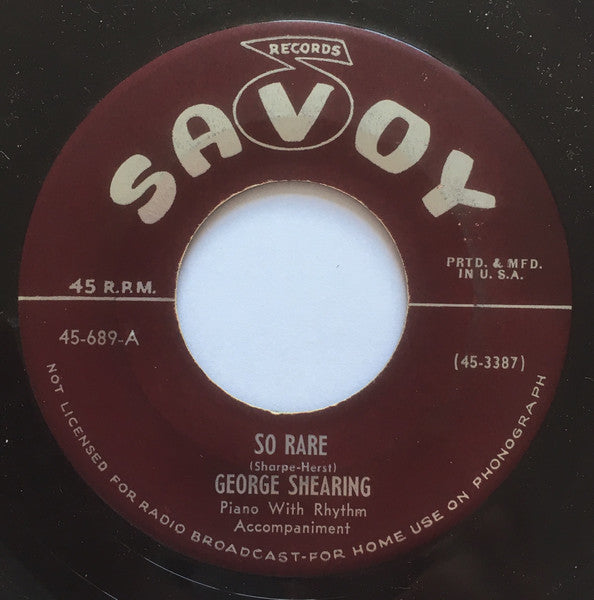 RECORDS
SAVOY
PRTD. & MFD.
IN U.S.A.
45 R.P.M.
45-689-A
(45-3387)
SO RARE
(Sharpe-Herst)
GEORGE SHEARING
Piano With Rhythm
Accompaniment
NOT LICENSED FOR RADIO BROADCAST-FOR HOME USE ON PHONOGRAPH